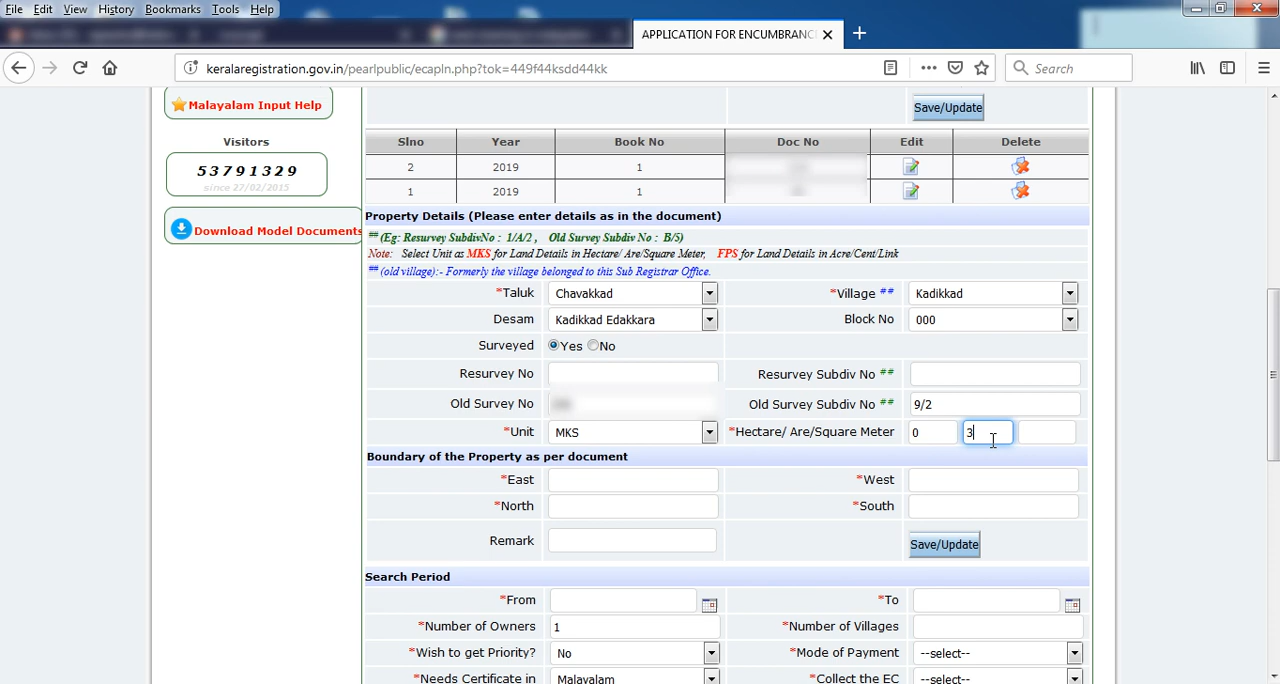 File Edit View History Bookmarks Tools Help
APPLICATION FOR ENCUMBRANC
keralaregistration.gov.in/pearlpublic/ecapln.php?tok=449f44ksdd44kk
Search
Malayalam Input Help
Save/Update
Visitors
53791329
since 27/02/2015
Download Model Documents
Slno Year Book No Doc No Edit Delete
2 2019 1
1 2019 1
Property Details (Please enter details as in the document)
## (Eg: Resurvey SubdivNo : 1/A/2 , Old Survey Subdiv No : B/5)
Note: Select Unit as MKS for Land Details in Hectare/ Are/Square Meter, FPS for Land Details in Acre/Cent/Link
## (old village):- Formerly the village belonged to this Sub Registrar Office.
*Taluk Chavakkad *Village ## Kadikkad
Desam Kadikkad Edakkara Block No 000
Surveyed Yes No
Resurvey No Resurvey Subdiv No ##
Old Survey No Old Survey Subdiv No ## 9/2
*Unit MKS *Hectare/ Are/Square Meter 0 3
Boundary of the Property as per document
*East *West
*North *South
Remark Save/Update
Search Period
*From *To
*Number of Owners 1 *Number of Villages
*Wish to get Priority? No *Mode of Payment --select--
*Needs Certificate in Malayalam *Collect the EC --select--